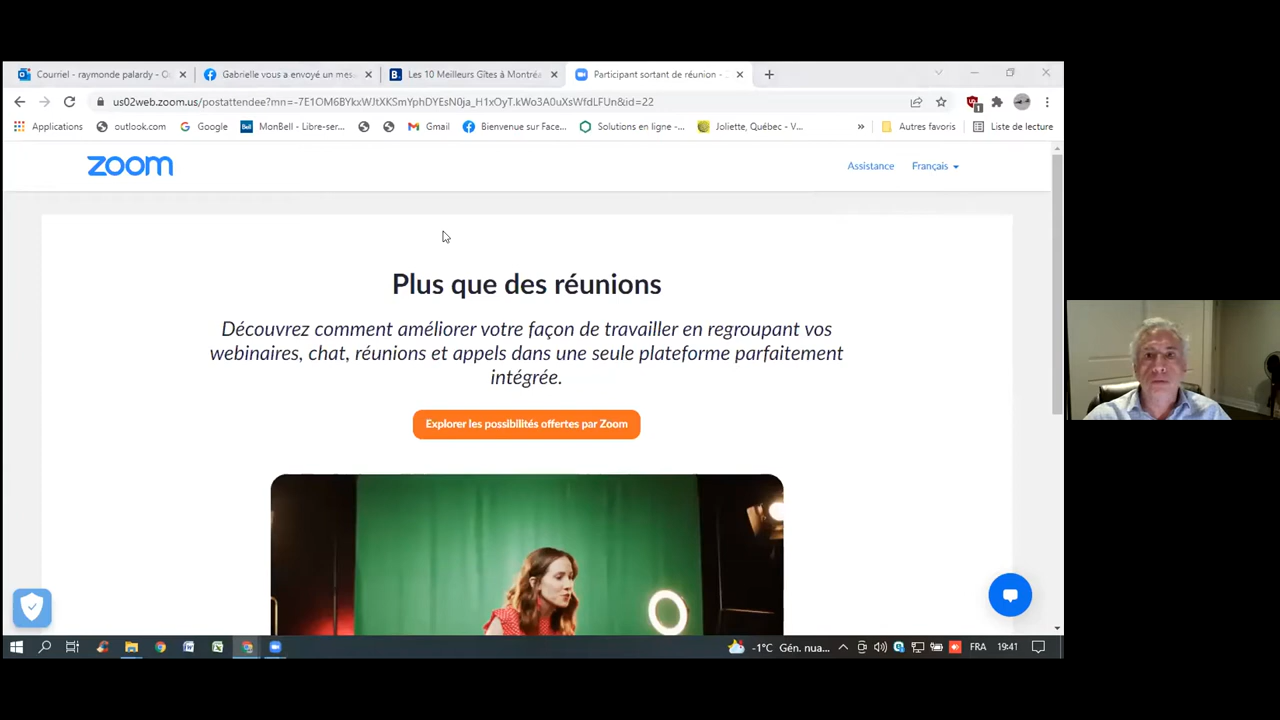 Courriel - raymonde palardy - O
Gabrielle vous a envoyé un mes
Les 10 Meilleurs Gîtes à Montréa
Participant sortant de réunion -
us02web.zoom.us/postattendee?mn=-7E1OM6BYkxWJtXKSmYphDYEsN0ja_H1xOyT.kWo3A0uXsWfdLFUn&id=22
Applications
outlook.com
Google
MonBell - Libre-ser...
Gmail
Bienvenue sur Face...
Solutions en ligne -...
Joliette, Québec - V...
»
Autres favoris
Liste de lecture
zoom
Assistance
Français
Plus que des réunions
Découvrez comment améliorer votre façon de travailler en regroupant vos
webinaires, chat, réunions et appels dans une seule plateforme parfaitement
intégrée.
Explorer les possibilités offertes par Zoom
-1°C Gén. nua...
FRA
19:41